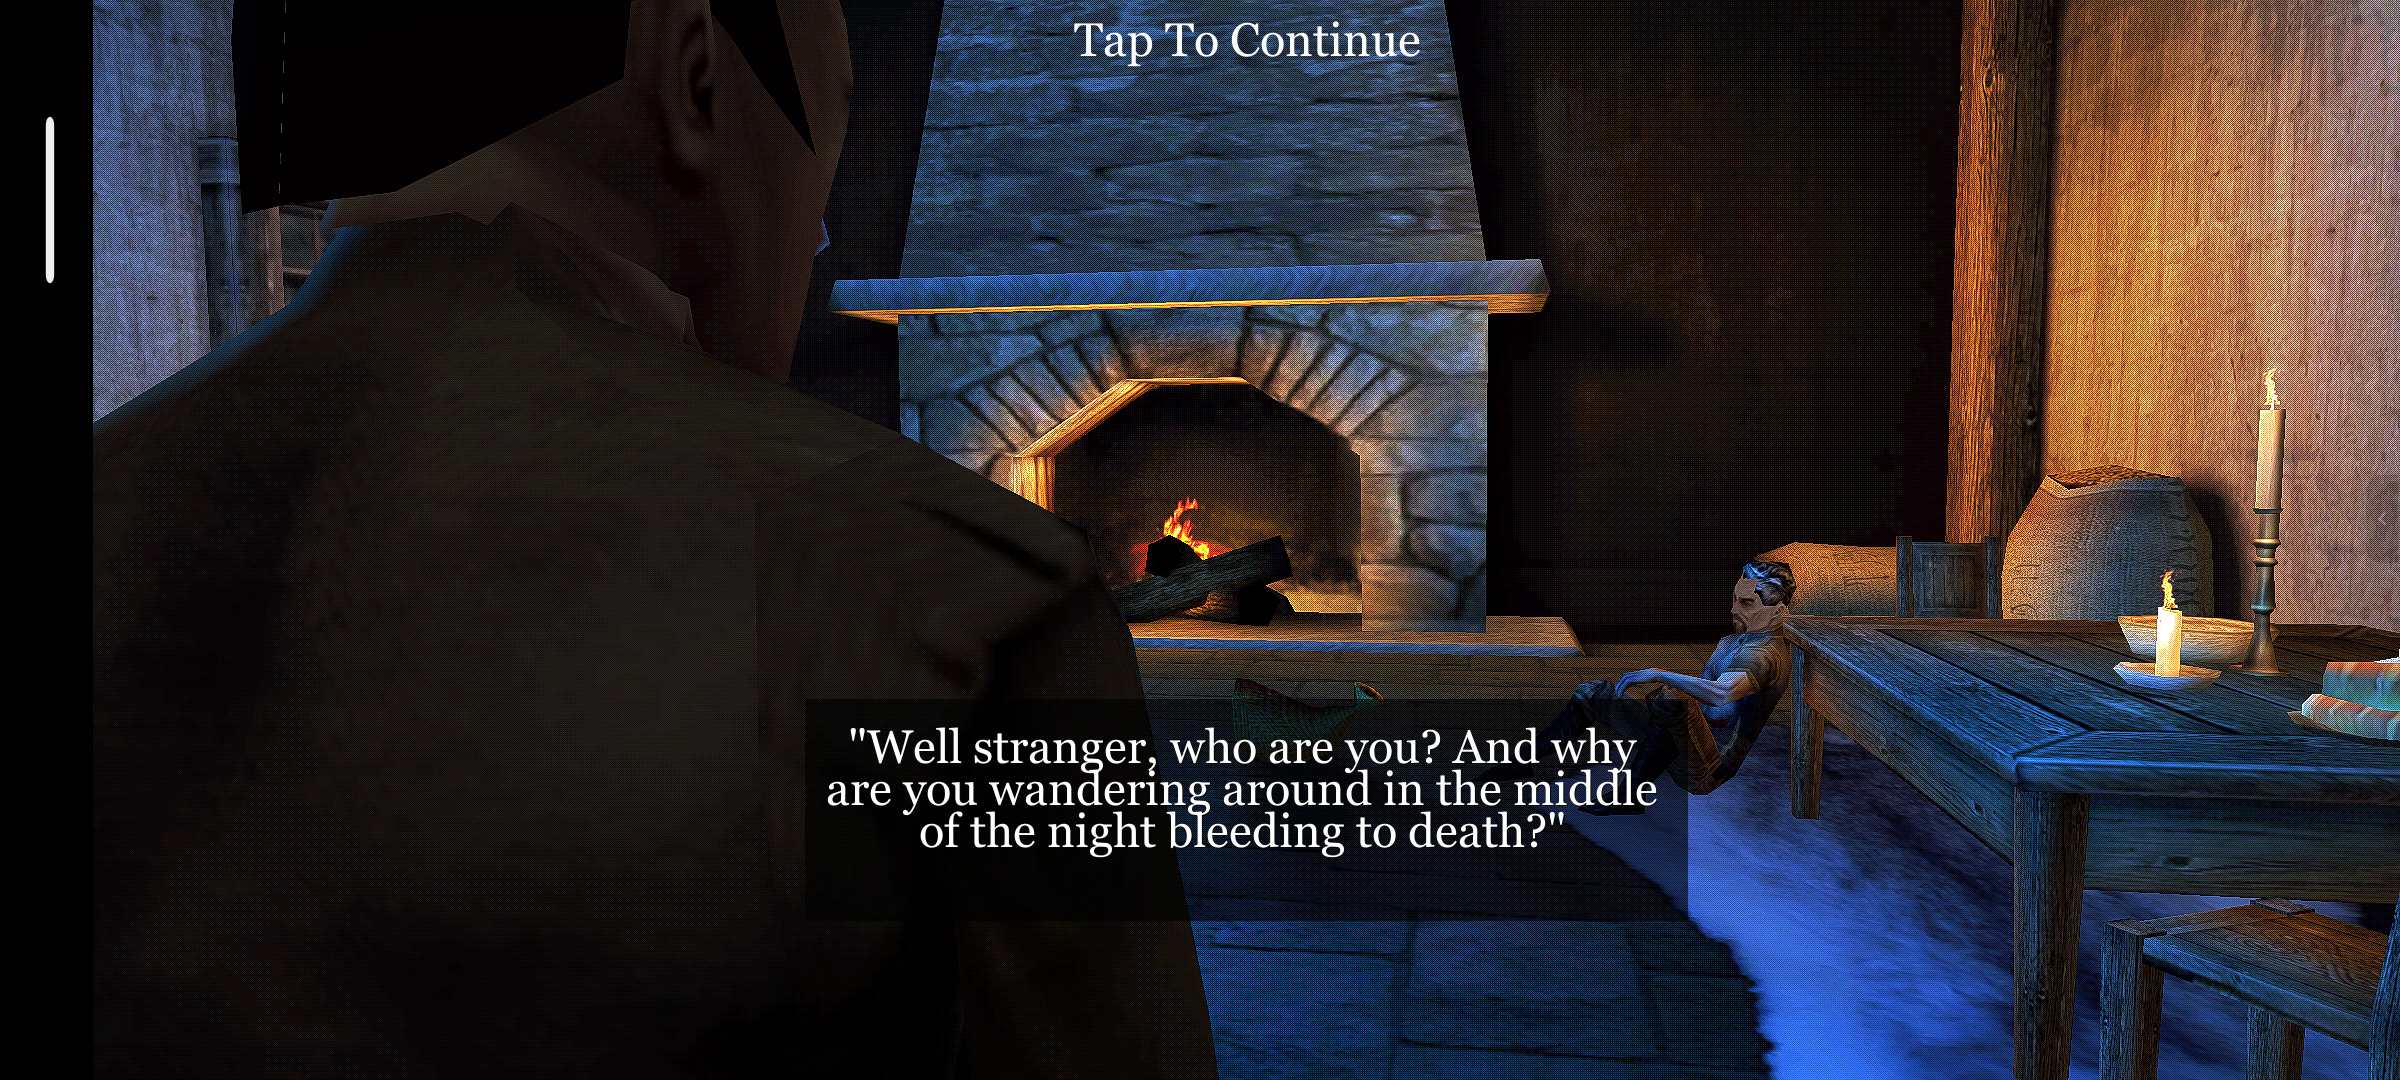 Tap To Continue
"Well stranger, who are you? And why
are you wandering around in the middle
of the night bleeding to death?"